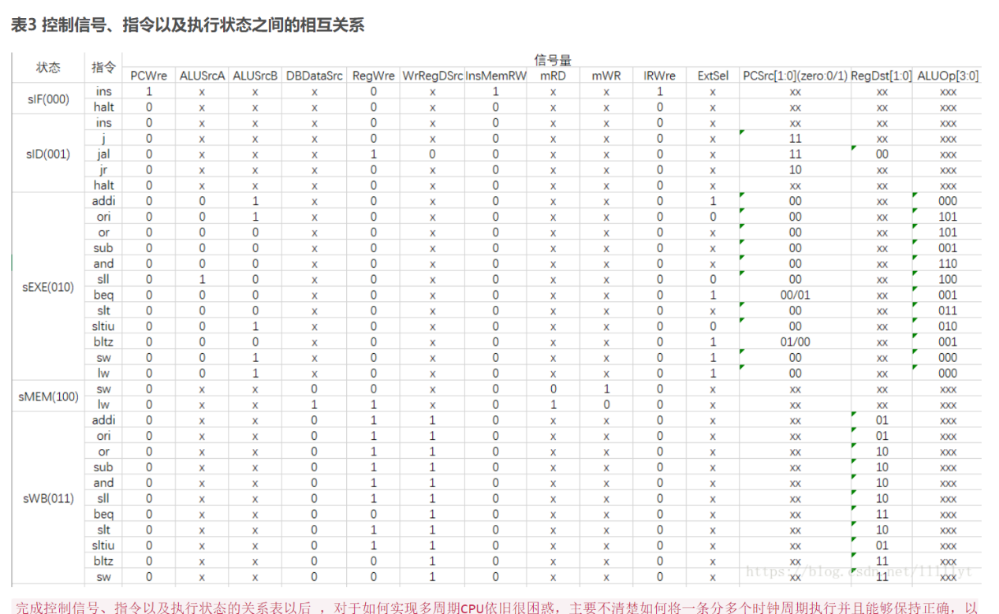 表3 控制信号、指令以及执行状态之间的相互关系
状态 指令 信号量
PCWre ALUSrcA ALUSrcB DBDataSrc RegWre WrRegDSrc InsMemRW mRD mWR IRWre ExtSel PCSrc[1:0](zero:0/1) RegDst[1:0] ALUOp[3:0]
sIF(000) ins 1 x x x 0 x 1 x x 1 x xx xx xxx
halt 0 x x x 0 x 0 x x 0 x xx xx xxx
sID(001) ins 0 x x x 0 x 0 x x 0 x xx xx xxx
j 0 x x x 0 x 0 x x 0 x 11 xx xxx
jal 0 x x x 1 0 0 x x 0 x 11 00 xxx
jr 0 x x x 0 x 0 x x 0 x 10 xx xxx
halt 0 x x x 0 x 0 x x 0 x xx xx xxx
sEXE(010) addi 0 0 1 x 0 x 0 x x 0 1 00 xx 000
ori 0 0 1 x 0 x 0 x x 0 0 00 xx 101
or 0 0 0 x 0 x 0 x x 0 x 00 xx 101
sub 0 0 0 x 0 x 0 x x 0 x 00 xx 001
and 0 0 0 x 0 x 0 x x 0 x 00 xx 110
sll 0 1 0 x 0 x 0 x x 0 0 00 xx 100
beq 0 0 0 x 0 x 0 x x 0 1 00/01 xx 001
slt 0 0 0 x 0 x 0 x x 0 x 00 xx 011
sltiu 0 0 1 x 0 x 0 x x 0 0 00 xx 010
bltz 0 0 0 x 0 x 0 x x 0 1 01/00 xx 001
sw 0 0 1 x 0 x 0 x x 0 1 00 xx 000
lw 0 0 1 x 0 x 0 x x 0 1 00 xx 000
sMEM(100) sw 0 x x 0 0 x 0 0 1 0 x xx xx xxx
lw 0 x x 1 1 x 0 1 0 0 x xx xx xxx
sWB(011) addi 0 x x 0 1 1 0 x x 0 x xx 01 xxx
ori 0 x x 0 1 1 0 x x 0 x xx 01 xxx
or 0 x x 0 1 1 0 x x 0 x xx 10 xxx
sub 0 x x 0 1 1 0 x x 0 x xx 10 xxx
and 0 x x 0 1 1 0 x x 0 x xx 10 xxx
sll 0 x x 0 1 1 0 x x 0 x xx 10 xxx
beq 0 x x 0 0 1 0 x x 0 x xx 11 xxx
slt 0 x x 0 1 1 0 x x 0 x xx 10 xxx
sltiu 0 x x 0 1 1 0 x x 0 x xx 01 xxx
bltz 0 x x 0 0 1 0 x x 0 x xx 11 xxx
sw 0 x x 0 0 1 0 x x 0 x xx 11 xxx
完成控制信号、指令以及执行状态的关系表以后 ，对于如何实现多周期CPU依旧很困惑，主要不清楚如何将一条分多个时钟周期执行并且能够保持正确，以